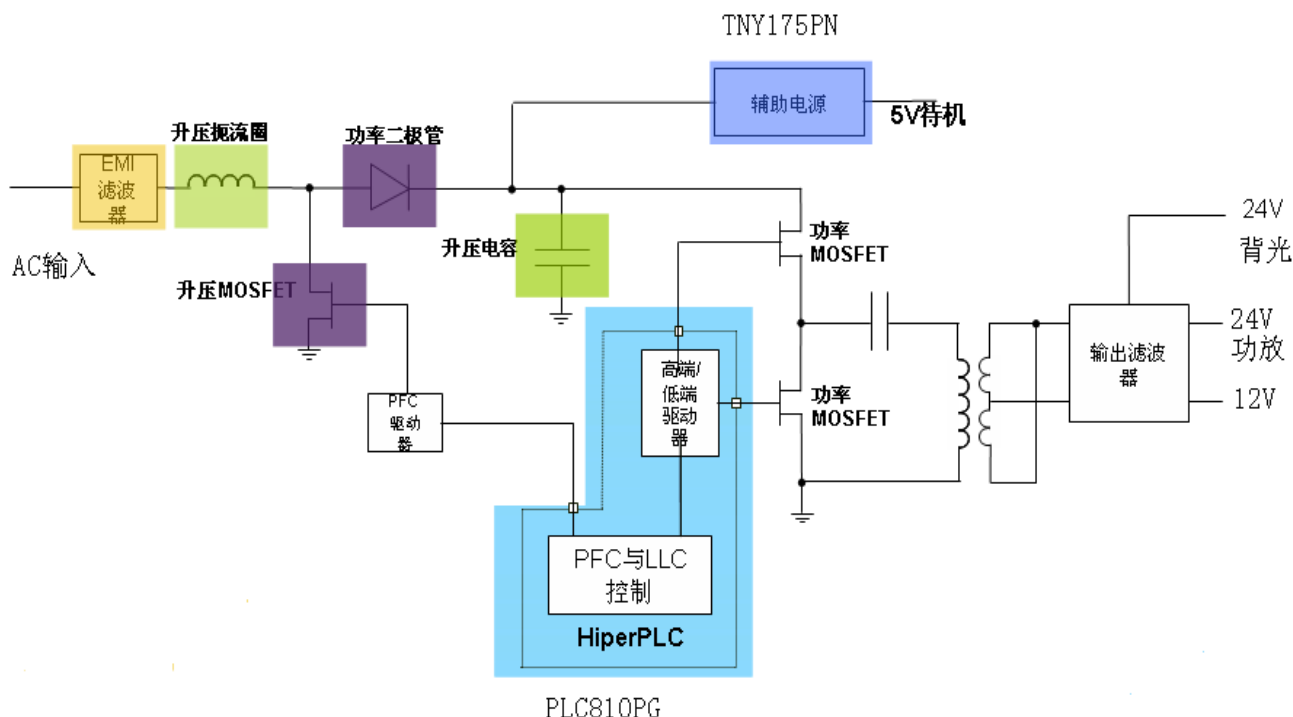 TNY175PN
辅助电源
5V待机
升压扼流圈
功率二极管
EMI
滤波
器
AC输入
升压MOSFET
升压电容
功率
MOSFET
24V
背光
24V
功放
12V
输出滤波
器
高端/
低端
驱动
器
功率
MOSFET
PFC
驱动
器
PFC与LLC
控制
HiperPLC
PLC810PG